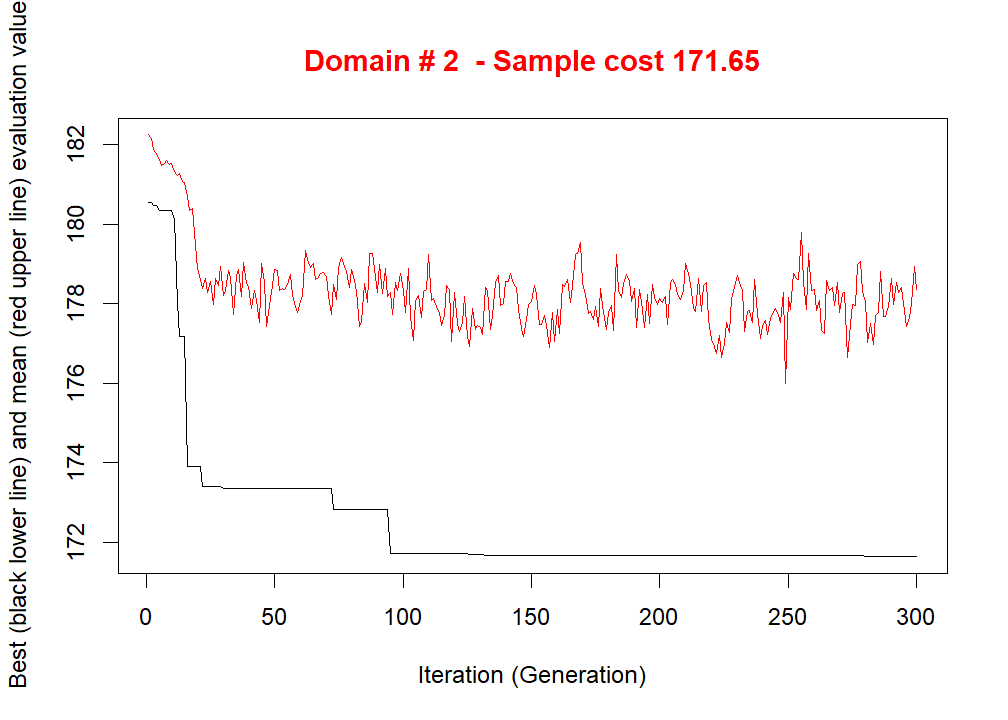 Domain # 2  - Sample cost 171.65
Best (black lower line) and mean (red upper line) evaluation value
182
180
178
176
174
172
0 50 100 150 200 250 300
Iteration (Generation)